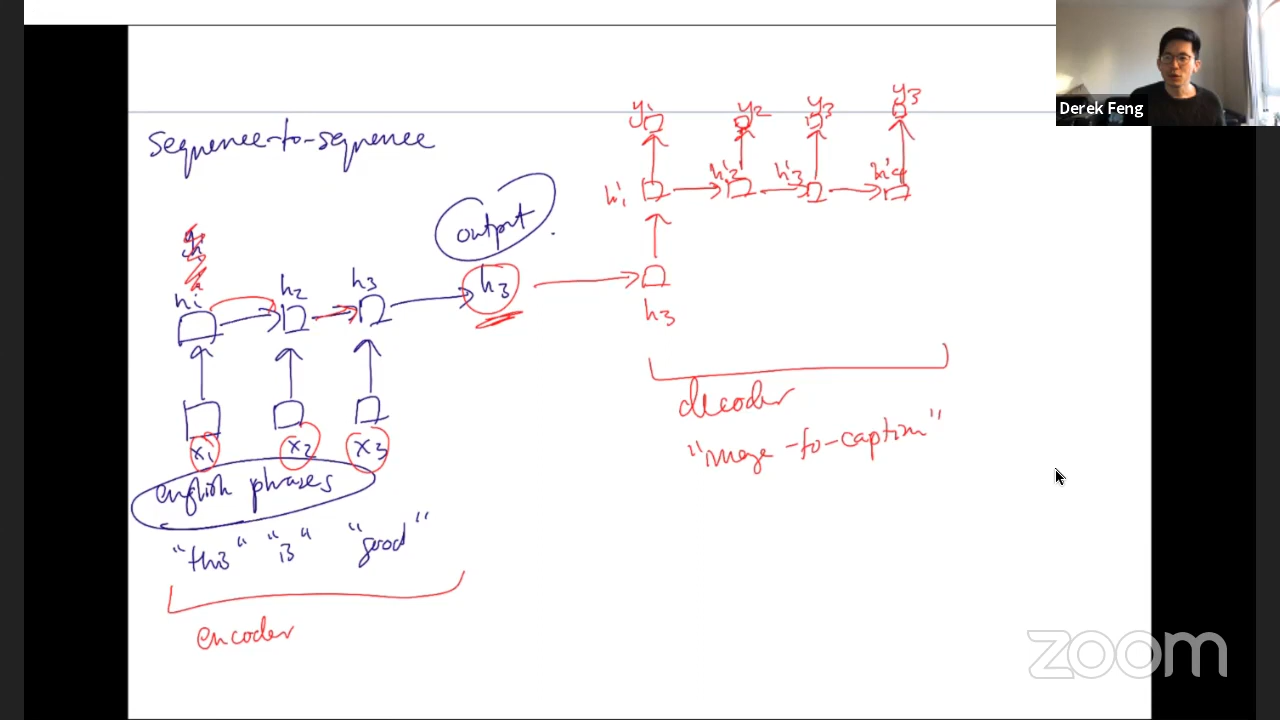 Derek Feng
sequence-to-sequence
y1 y2 y3 y3
h'1 h'2 h'3 h'4
output
h1 h2 h3 h3
h3
x1 x2 x3
decoder
"image-to-caption"
english phrases
"this" "is" "good"
encoder
zoom